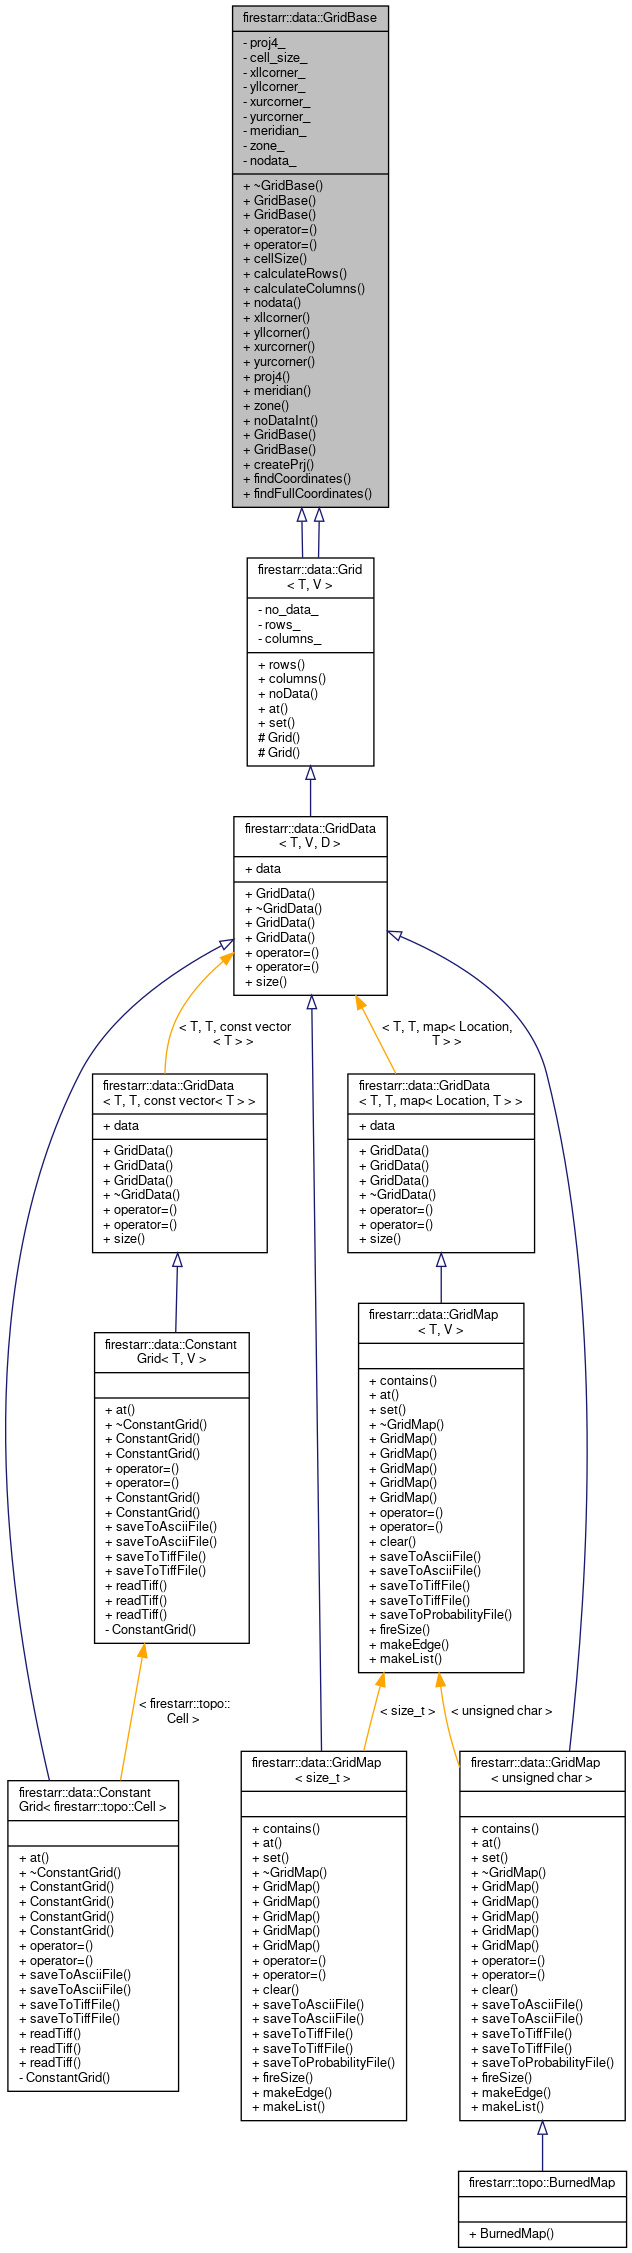 firestarr::data::GridBase
- proj4_
- cell_size_
- xllcorner_
- yllcorner_
- xurcorner_
- yurcorner_
- meridian_
- zone_
- nodata_
+ ~GridBase()
+ GridBase()
+ GridBase()
+ operator=()
+ operator=()
+ cellSize()
+ calculateRows()
+ calculateColumns()
+ nodata()
+ xllcorner()
+ yllcorner()
+ xurcorner()
+ yurcorner()
+ proj4()
+ meridian()
+ zone()
+ noDataInt()
+ GridBase()
+ GridBase()
+ createPrj()
+ findCoordinates()
+ findFullCoordinates()
firestarr::data::Grid
< T, V >
- no_data_
- rows_
- columns_
+ rows()
+ columns()
+ noData()
+ at()
+ set()
# Grid()
# Grid()
firestarr::data::GridData
< T, V, D >
+ data
+ GridData()
+ ~GridData()
+ GridData()
+ GridData()
+ operator=()
+ operator=()
+ size()
< T, T, const vector
< T > >
< T, T, map< Location,
T > >
firestarr::data::GridData
< T, T, const vector< T > >
+ data
+ GridData()
+ GridData()
+ GridData()
+ ~GridData()
+ operator=()
+ operator=()
+ size()
firestarr::data::GridData
< T, T, map< Location, T > >
+ data
+ GridData()
+ GridData()
+ GridData()
+ ~GridData()
+ operator=()
+ operator=()
+ size()
firestarr::data::Constant
Grid< T, V >
+ at()
+ ~ConstantGrid()
+ ConstantGrid()
+ ConstantGrid()
+ operator=()
+ operator=()
+ ConstantGrid()
+ ConstantGrid()
+ saveToAsciiFile()
+ saveToAsciiFile()
+ saveToTiffFile()
+ saveToTiffFile()
+ readTiff()
+ readTiff()
+ readTiff()
- ConstantGrid()
firestarr::data::GridMap
< T, V >
+ contains()
+ at()
+ set()
+ ~GridMap()
+ GridMap()
+ GridMap()
+ GridMap()
+ GridMap()
+ GridMap()
+ operator=()
+ operator=()
+ clear()
+ saveToAsciiFile()
+ saveToAsciiFile()
+ saveToTiffFile()
+ saveToTiffFile()
+ saveToProbabilityFile()
+ fireSize()
+ makeEdge()
+ makeList()
< firestarr::topo::
Cell >
< size_t >
< unsigned char >
firestarr::data::Constant
Grid< firestarr::topo::Cell >
+ at()
+ ~ConstantGrid()
+ ConstantGrid()
+ ConstantGrid()
+ ConstantGrid()
+ ConstantGrid()
+ operator=()
+ operator=()
+ saveToAsciiFile()
+ saveToAsciiFile()
+ saveToTiffFile()
+ saveToTiffFile()
+ readTiff()
+ readTiff()
+ readTiff()
- ConstantGrid()
firestarr::data::GridMap
< size_t >
+ contains()
+ at()
+ set()
+ ~GridMap()
+ GridMap()
+ GridMap()
+ GridMap()
+ GridMap()
+ GridMap()
+ operator=()
+ operator=()
+ clear()
+ saveToAsciiFile()
+ saveToAsciiFile()
+ saveToTiffFile()
+ saveToTiffFile()
+ saveToProbabilityFile()
+ fireSize()
+ makeEdge()
+ makeList()
firestarr::data::GridMap
< unsigned char >
+ contains()
+ at()
+ set()
+ ~GridMap()
+ GridMap()
+ GridMap()
+ GridMap()
+ GridMap()
+ GridMap()
+ operator=()
+ operator=()
+ clear()
+ saveToAsciiFile()
+ saveToAsciiFile()
+ saveToTiffFile()
+ saveToTiffFile()
+ saveToProbabilityFile()
+ fireSize()
+ makeEdge()
+ makeList()
firestarr::topo::BurnedMap
+ BurnedMap()